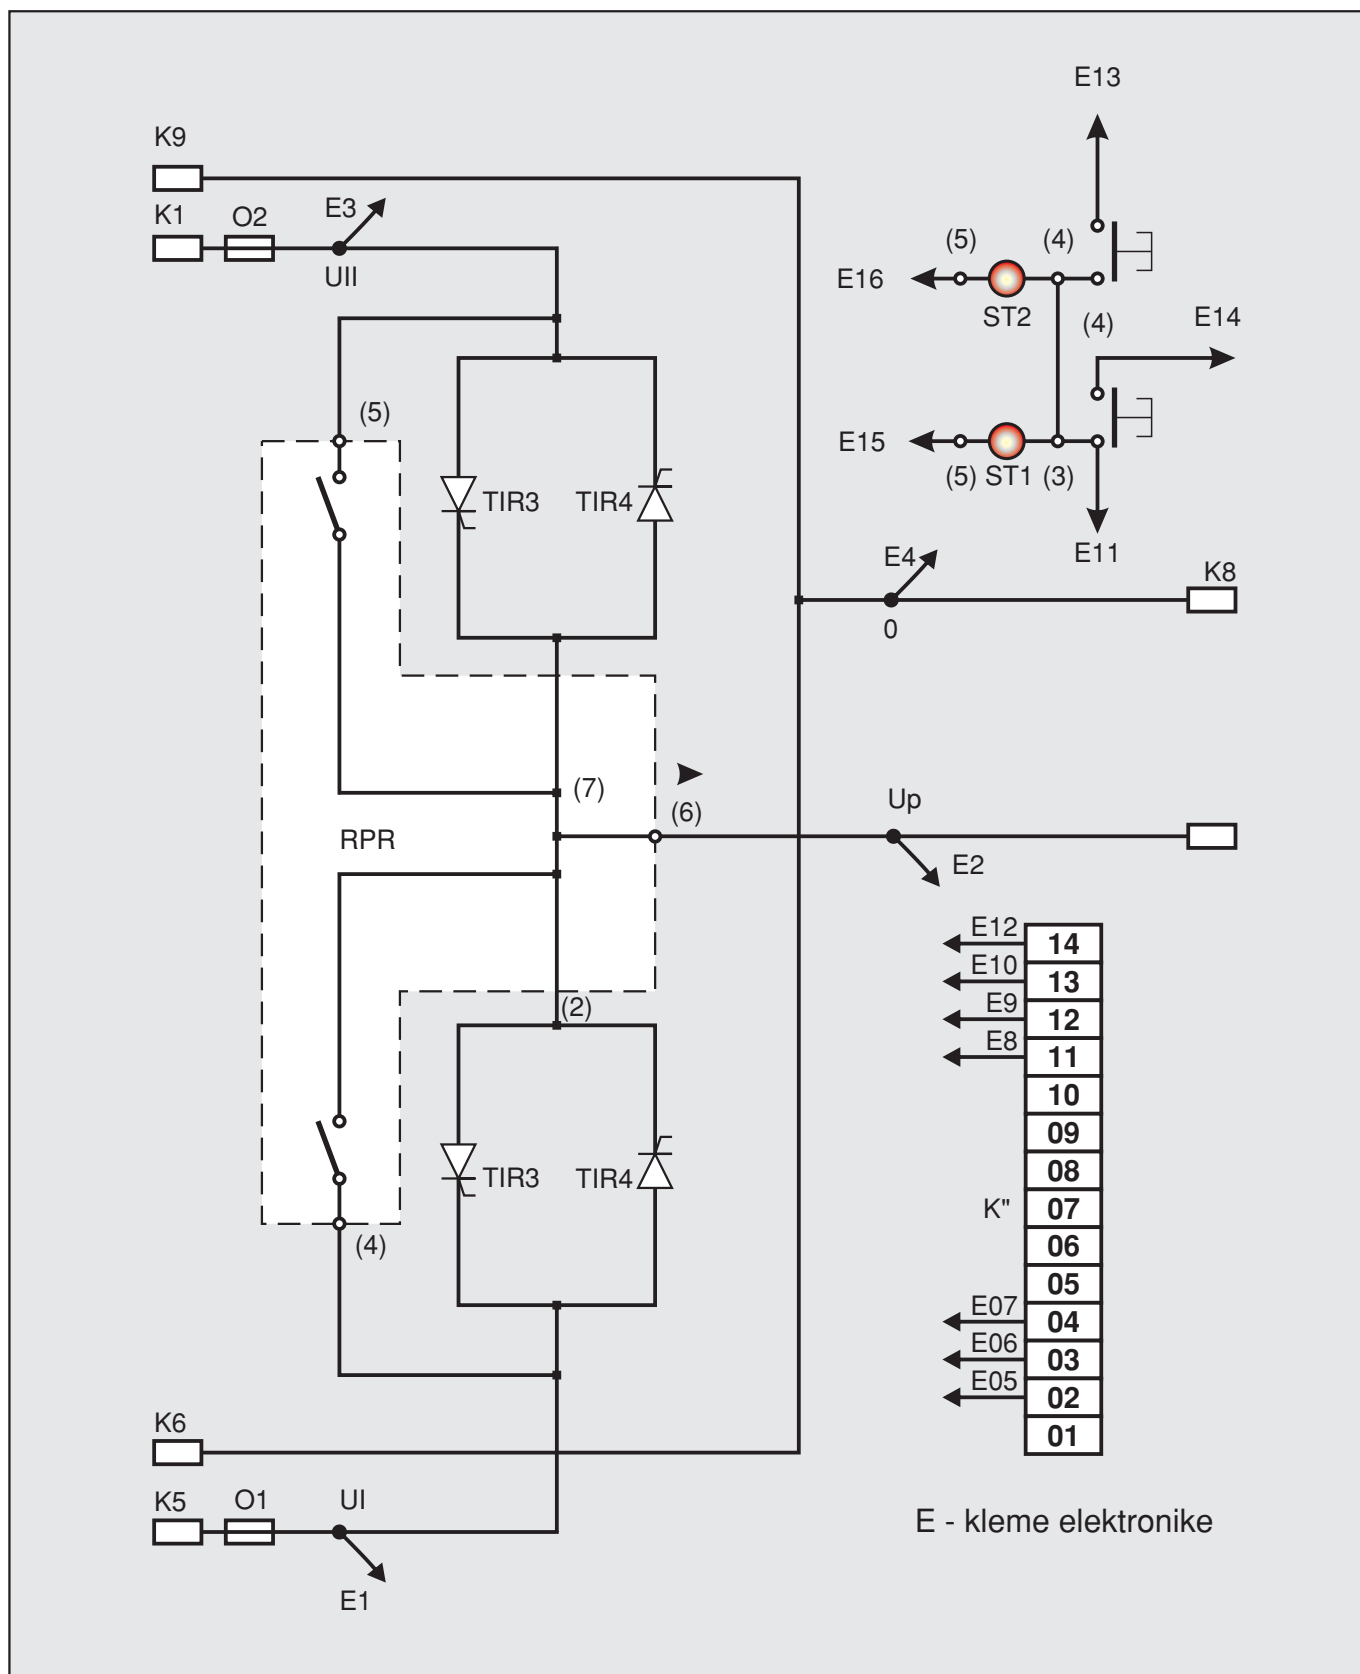 E13
K9
K1
O2
E3
UII
(5)
(4)
E16
ST2
(4)
E14
(5)
E15
(5)
ST1
(3)
E11
TIR3
TIR4
E4
K8
0
(7)
(6)
Up
RPR
E2
E12
14
E10
13
E9
12
E8
11
(2)
10
09
08
TIR3
TIR4
K"
07
06
(4)
05
E07
04
E06
03
E05
02
01
K6
K5
O1
UI
E1
E - kleme elektronike